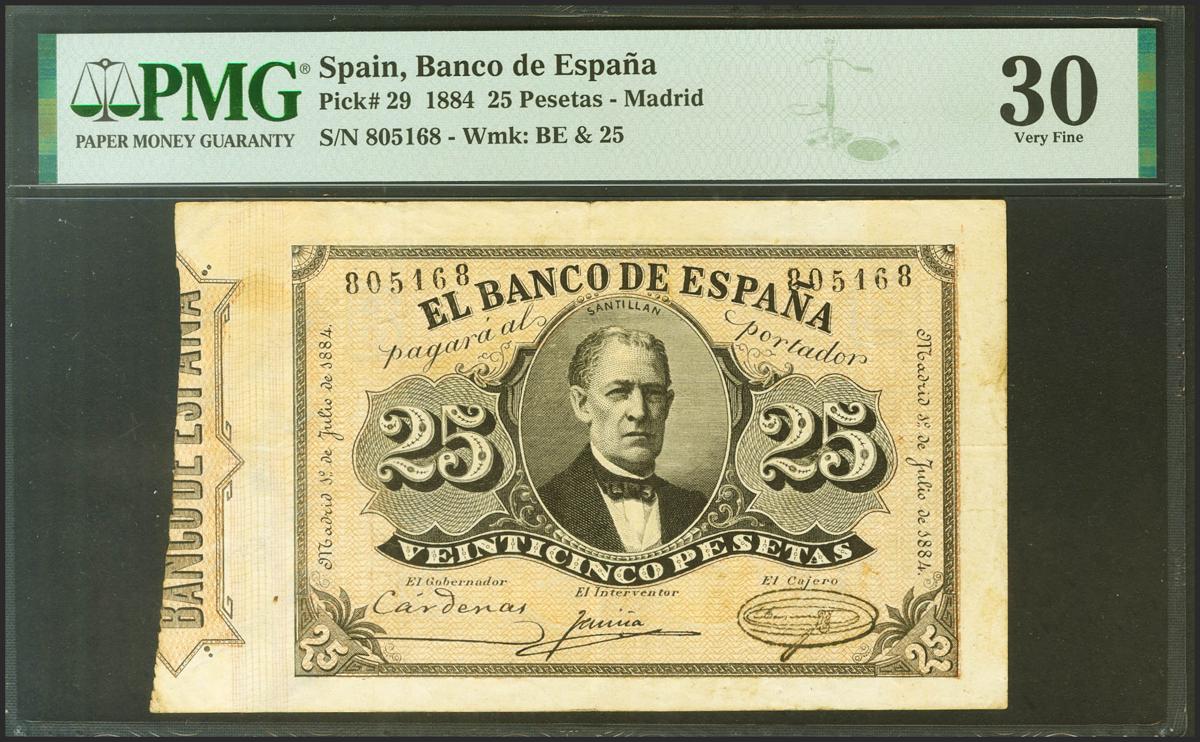 PMG®
PAPER MONEY GUARANTY
Spain, Banco de España
Pick# 29 1884 25 Pesetas - Madrid
S/N 805168 - Wmk: BE & 25
30
Very Fine
805168
805168
EL BANCO DE ESPAÑA
SANTILLAN
pagará al portador
Madrid 1º. de Julio de 1884.
Madrid 1º. de Julio de 1884.
BANCO DE ESPAÑA
25
25
VEINTICINCO PESETAS
El Gobernador
El Interventor
El Cajero
Cárdenas
25
25